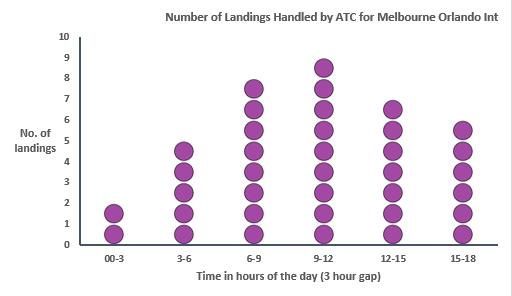 Number of Landings Handled by ATC for Melbourne Orlando Int
10
9
8
7
6
5
4
3
2
1
0
No. of
landings
00-3 3-6 6-9 9-12 12-15 15-18
Time in hours of the day (3 hour gap)